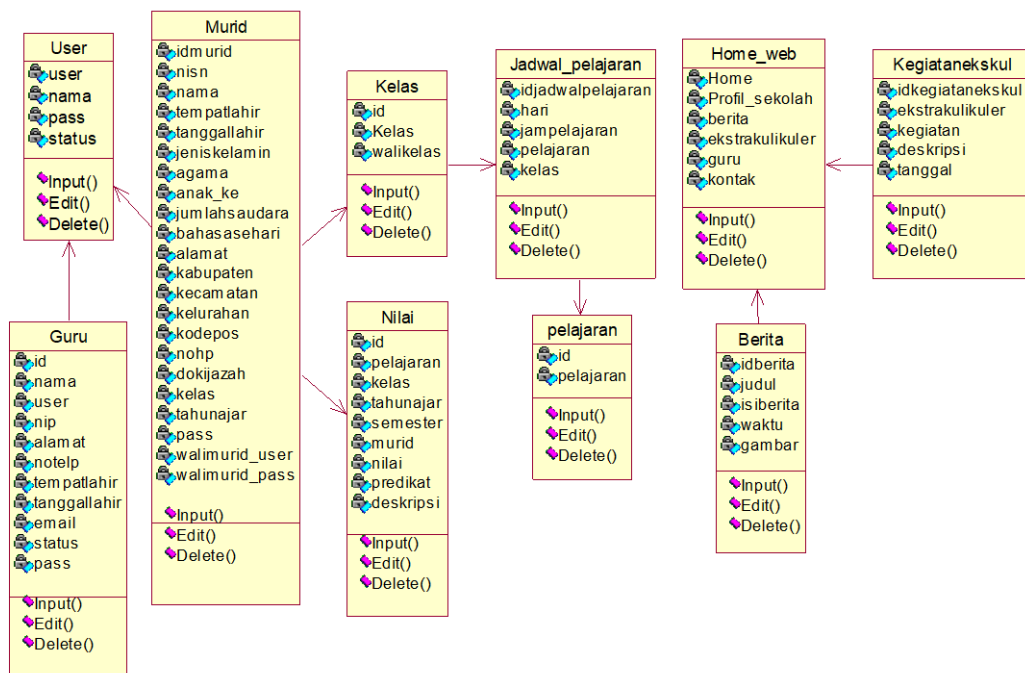 User
user
nama
pass
status
Input()
Edit()
Delete()
Murid
idmurid
nisn
nama
tempatlahir
tanggallahir
jeniskelamin
agama
anak_ke
jumlahsaudara
bahasasehari
alamat
kabupaten
kecamatan
kelurahan
kodepos
nohp
dokijazah
kelas
tahunajar
pass
walimurid_user
walimurid_pass
Input()
Edit()
Delete()
Kelas
id
Kelas
walikelas
Input()
Edit()
Delete()
Jadwal_pelajaran
idjadwalpelajaran
hari
jampelajaran
pelajaran
kelas
Input()
Edit()
Delete()
Home_web
Home
Profil_sekolah
berita
ekstrakulikuler
guru
kontak
Input()
Edit()
Delete()
Kegiatanekskul
idkegiatanekskul
ekstrakulikuler
kegiatan
deskripsi
tanggal
Input()
Edit()
Delete()
Guru
id
nama
user
nip
alamat
notelp
tempatlahir
tanggallahir
email
status
pass
Input()
Edit()
Delete()
Nilai
id
pelajaran
kelas
tahunajar
semester
murid
nilai
predikat
deskripsi
Input()
Edit()
Delete()
pelajaran
id
pelajaran
Input()
Edit()
Delete()
Berita
idberita
judul
isiberita
waktu
gambar
Input()
Edit()
Delete()